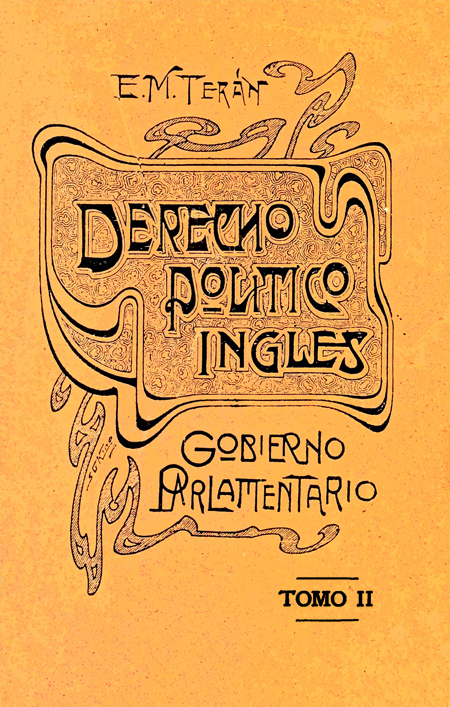 E.M. TERÁN
DERECHO
POLITICO
INGLES
GOBIERNO
PARLAMENTARIO
TOMO II